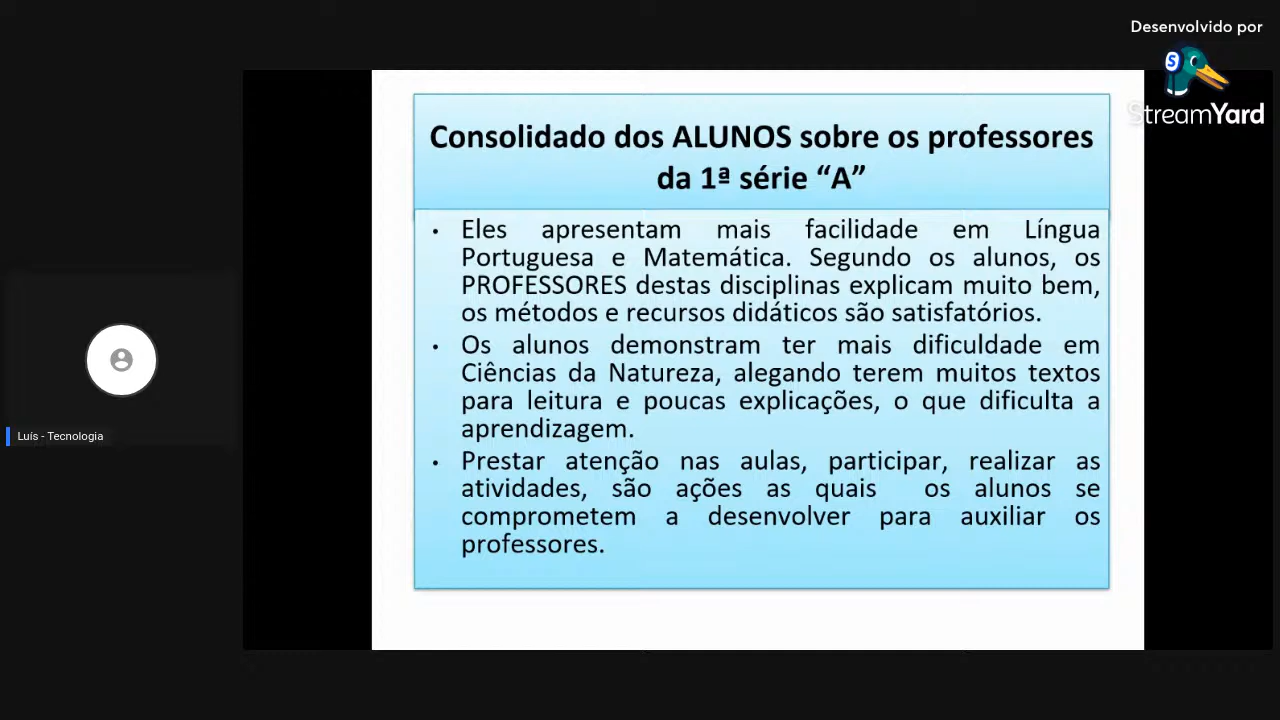 Desenvolvido por
StreamYard
Consolidado dos ALUNOS sobre os professores
da 1ª série “A”
• Eles apresentam mais facilidade em Língua
Portuguesa e Matemática. Segundo os alunos, os
PROFESSORES destas disciplinas explicam muito bem,
os métodos e recursos didáticos são satisfatórios.
• Os alunos demonstram ter mais dificuldade em
Ciências da Natureza, alegando terem muitos textos
para leitura e poucas explicações, o que dificulta a
aprendizagem.
• Prestar atenção nas aulas, participar, realizar as
atividades, são ações as quais os alunos se
comprometem a desenvolver para auxiliar os
professores.
Luís - Tecnologia